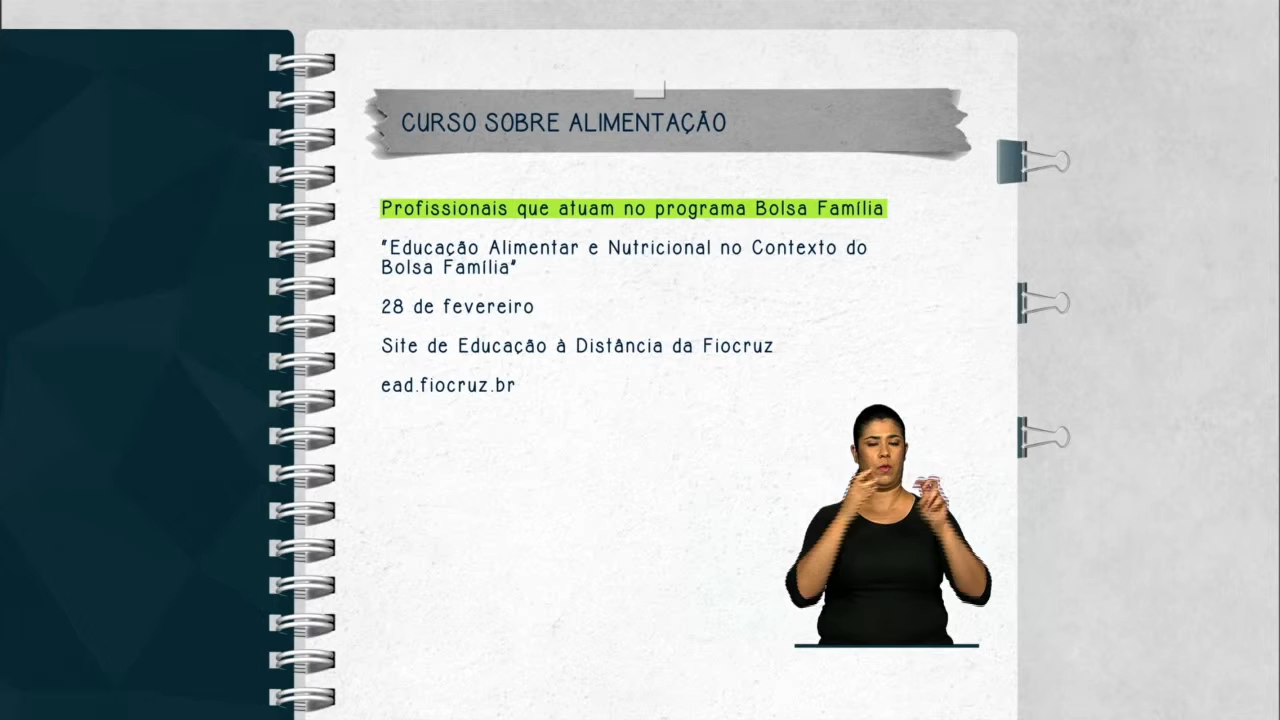 CURSO SOBRE ALIMENTAÇÃO
Profissionais que atuam no programa Bolsa Família
"Educação Alimentar e Nutricional no Contexto do
Bolsa Família"
28 de fevereiro
Site de Educação à Distância da Fiocruz
ead.fiocruz.br